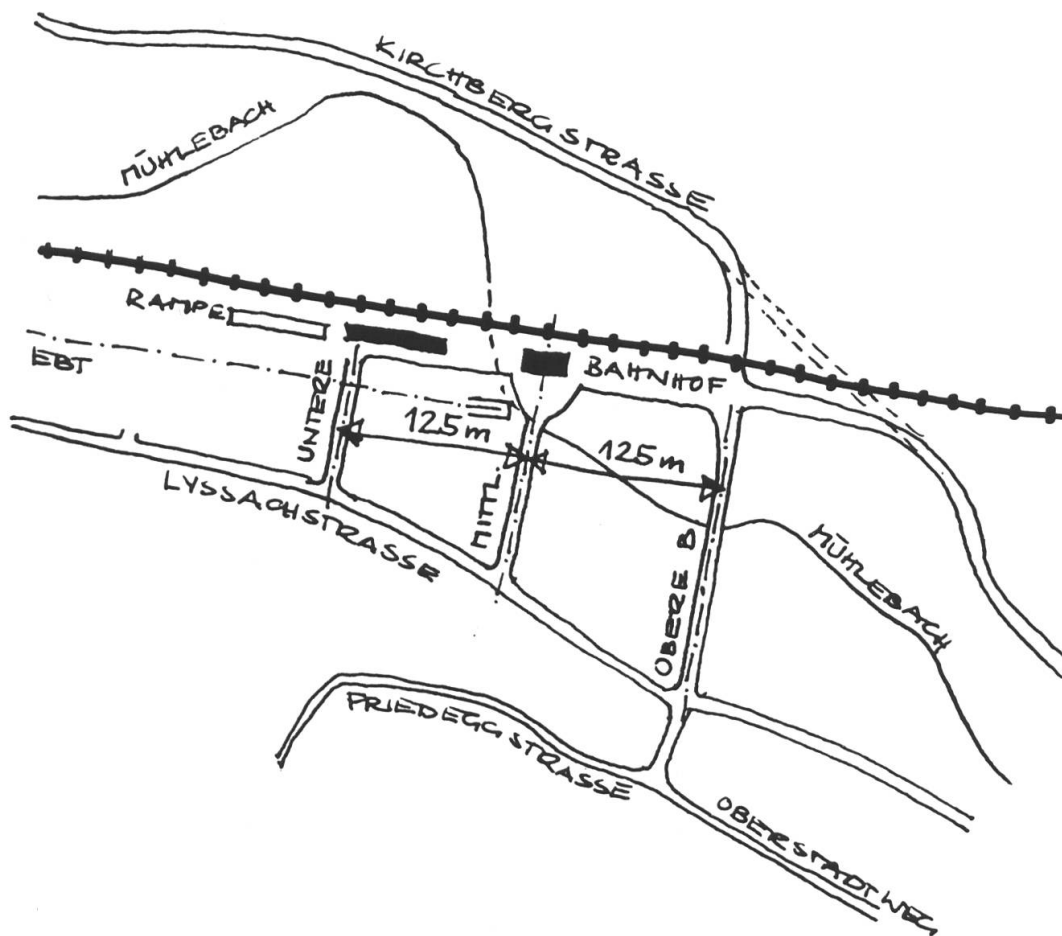 KIRCHBERGSTRASSE
MÜHLEBACH
RAMPE
BAHNHOF
EBT
UNTERE
125m
125m
MITTL.
LYSSACHSTRASSE
OBERE B
MÜHLEBACH
FRIEDEGGSTRASSE
OBERSTADTWEG